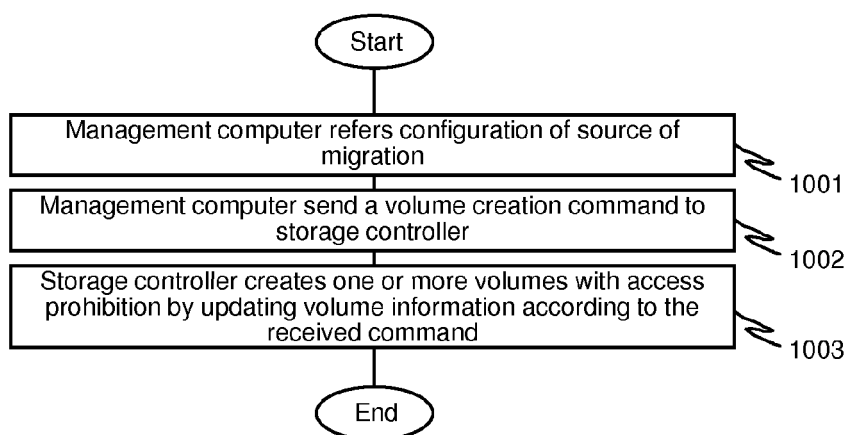 Start
Management computer refers configuration of source of
migration
1001
Management computer send a volume creation command to
storage controller
1002
Storage controller creates one or more volumes with access
prohibition by updating volume information according to the
received command
1003
End